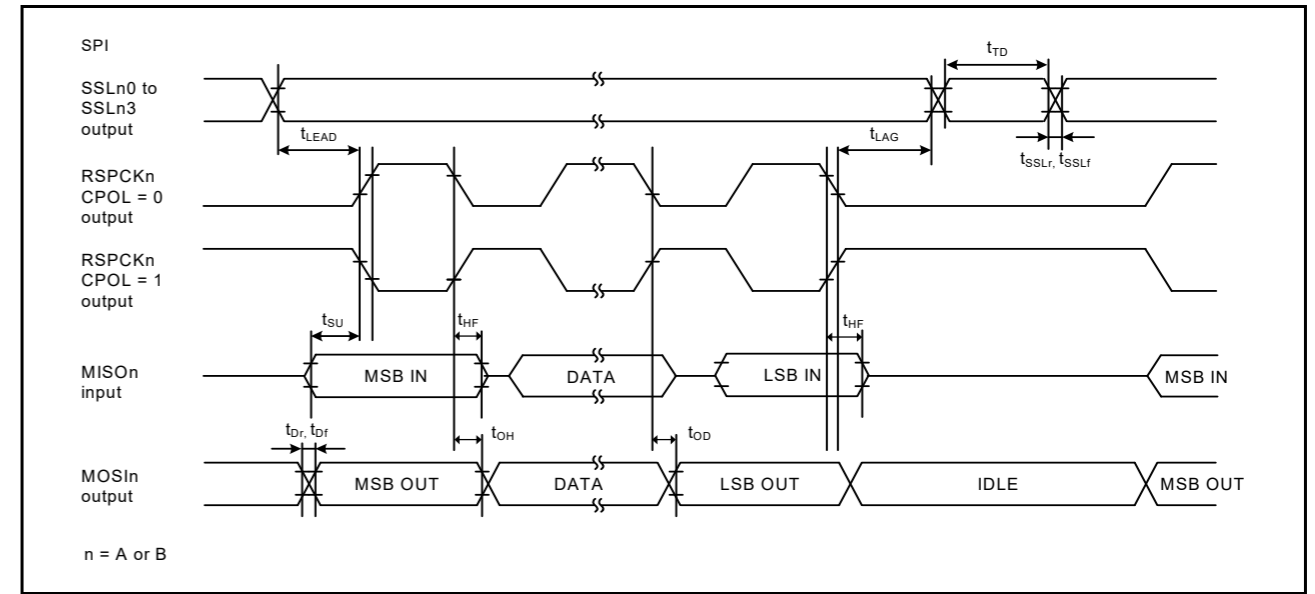 SPI
tTD
SSLn0 to
SSLn3
output
tLEAD
tLAG
tSSLr, tSSLf
RSPCKn
CPOL = 0
output
RSPCKn
CPOL = 1
output
tSU
tHF
tHF
MISOn
input
MSB IN
DATA
LSB IN
MSB IN
tDr, tDf
tOH
tOD
MOSIn
output
MSB OUT
DATA
LSB OUT
IDLE
MSB OUT
n = A or B